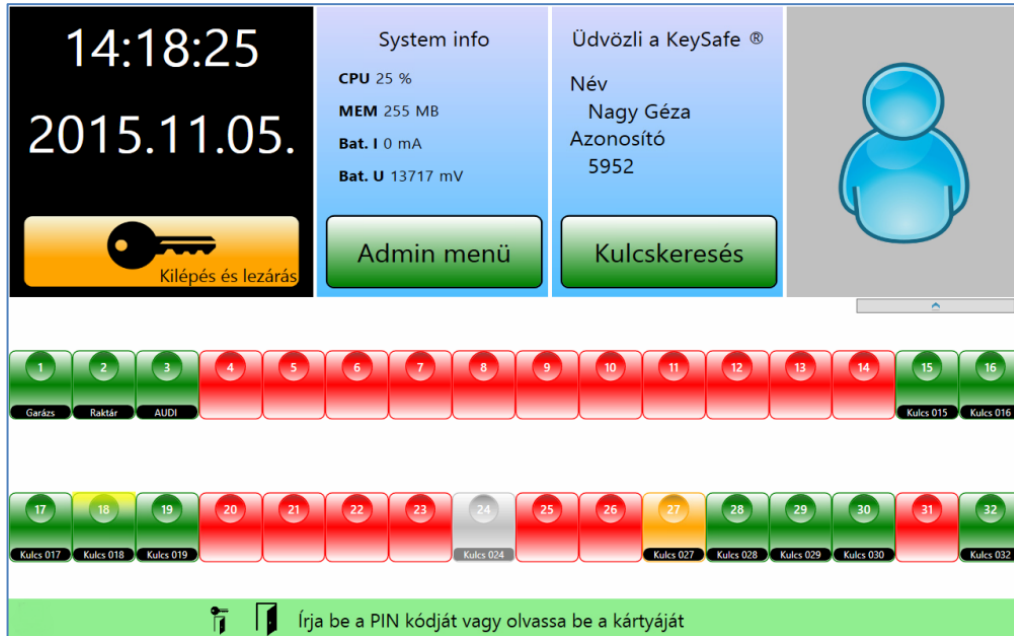 14:18:25
2015.11.05.
Kilépés és lezárás
System info
CPU 25 %
MEM 255 MB
Bat. I 0 mA
Bat. U 13717 mV
Admin menü
Üdvözli a KeySafe ®
Név
Nagy Géza
Azonosító
5952
Kulcskeresés
1 2 3 4 5 6 7 8 9 10 11 12 13 14 15 16
Garázs Raktár AUDI Kulcs 015 Kulcs 016
17 18 19 20 21 22 23 24 25 26 27 28 29 30 31 32
Kulcs 017 Kulcs 018 Kulcs 019 Kulcs 024 Kulcs 027 Kulcs 028 Kulcs 029 Kulcs 030 Kulcs 032
Írja be a PIN kódját vagy olvassa be a kártyáját